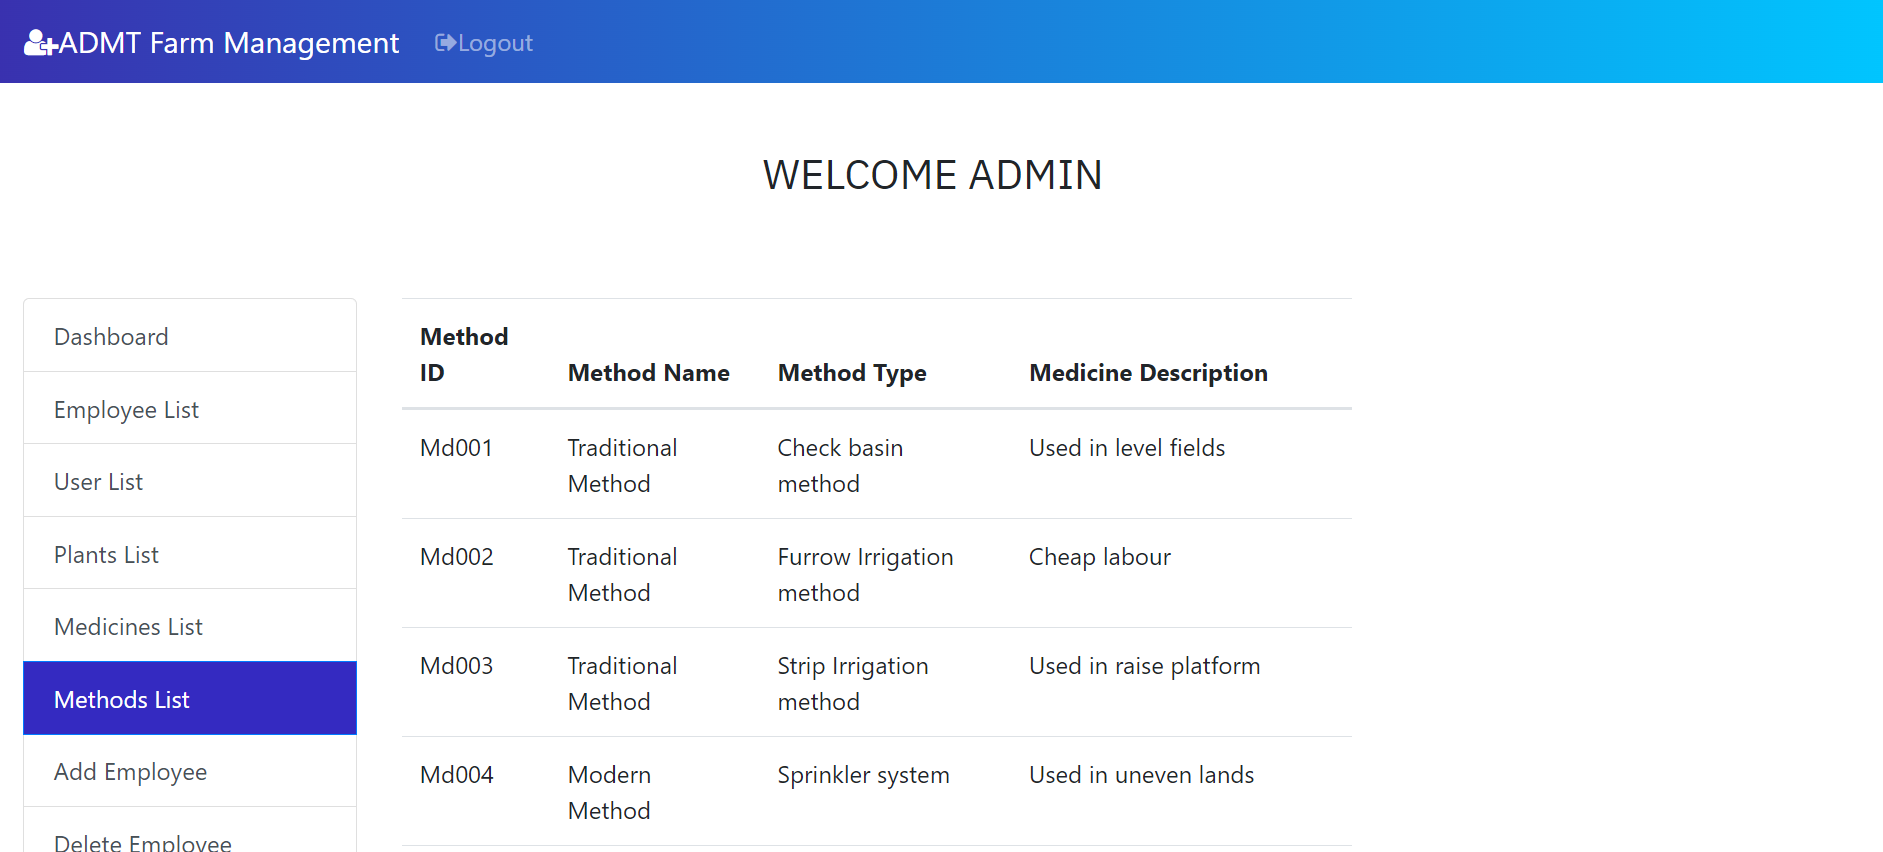 ADMT Farm Management Logout
WELCOME ADMIN
Dashboard
Employee List
User List
Plants List
Medicines List
Methods List
Add Employee
Delete Employee
Method
ID Method Name Method Type Medicine Description
Md001 Traditional Check basin Used in level fields
Method method
Md002 Traditional Furrow Irrigation Cheap labour
Method method
Md003 Traditional Strip Irrigation Used in raise platform
Method method
Md004 Modern Sprinkler system Used in uneven lands
Method